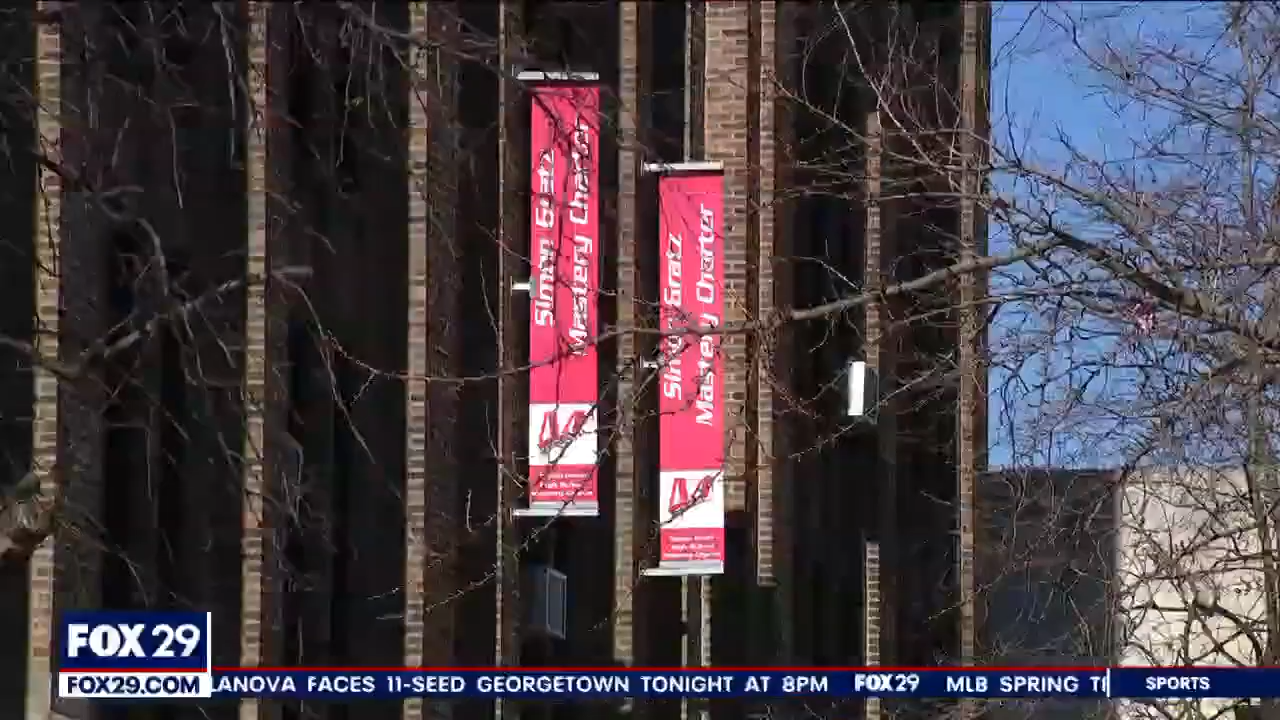 Simon Gratz
Mastery Charter
Simon Gratz
Mastery Charter
FOX 29
FOX29.COM
LANOVA FACES 11-SEED GEORGETOWN TONIGHT AT 8PM FOX29 MLB SPRING
SPORTS